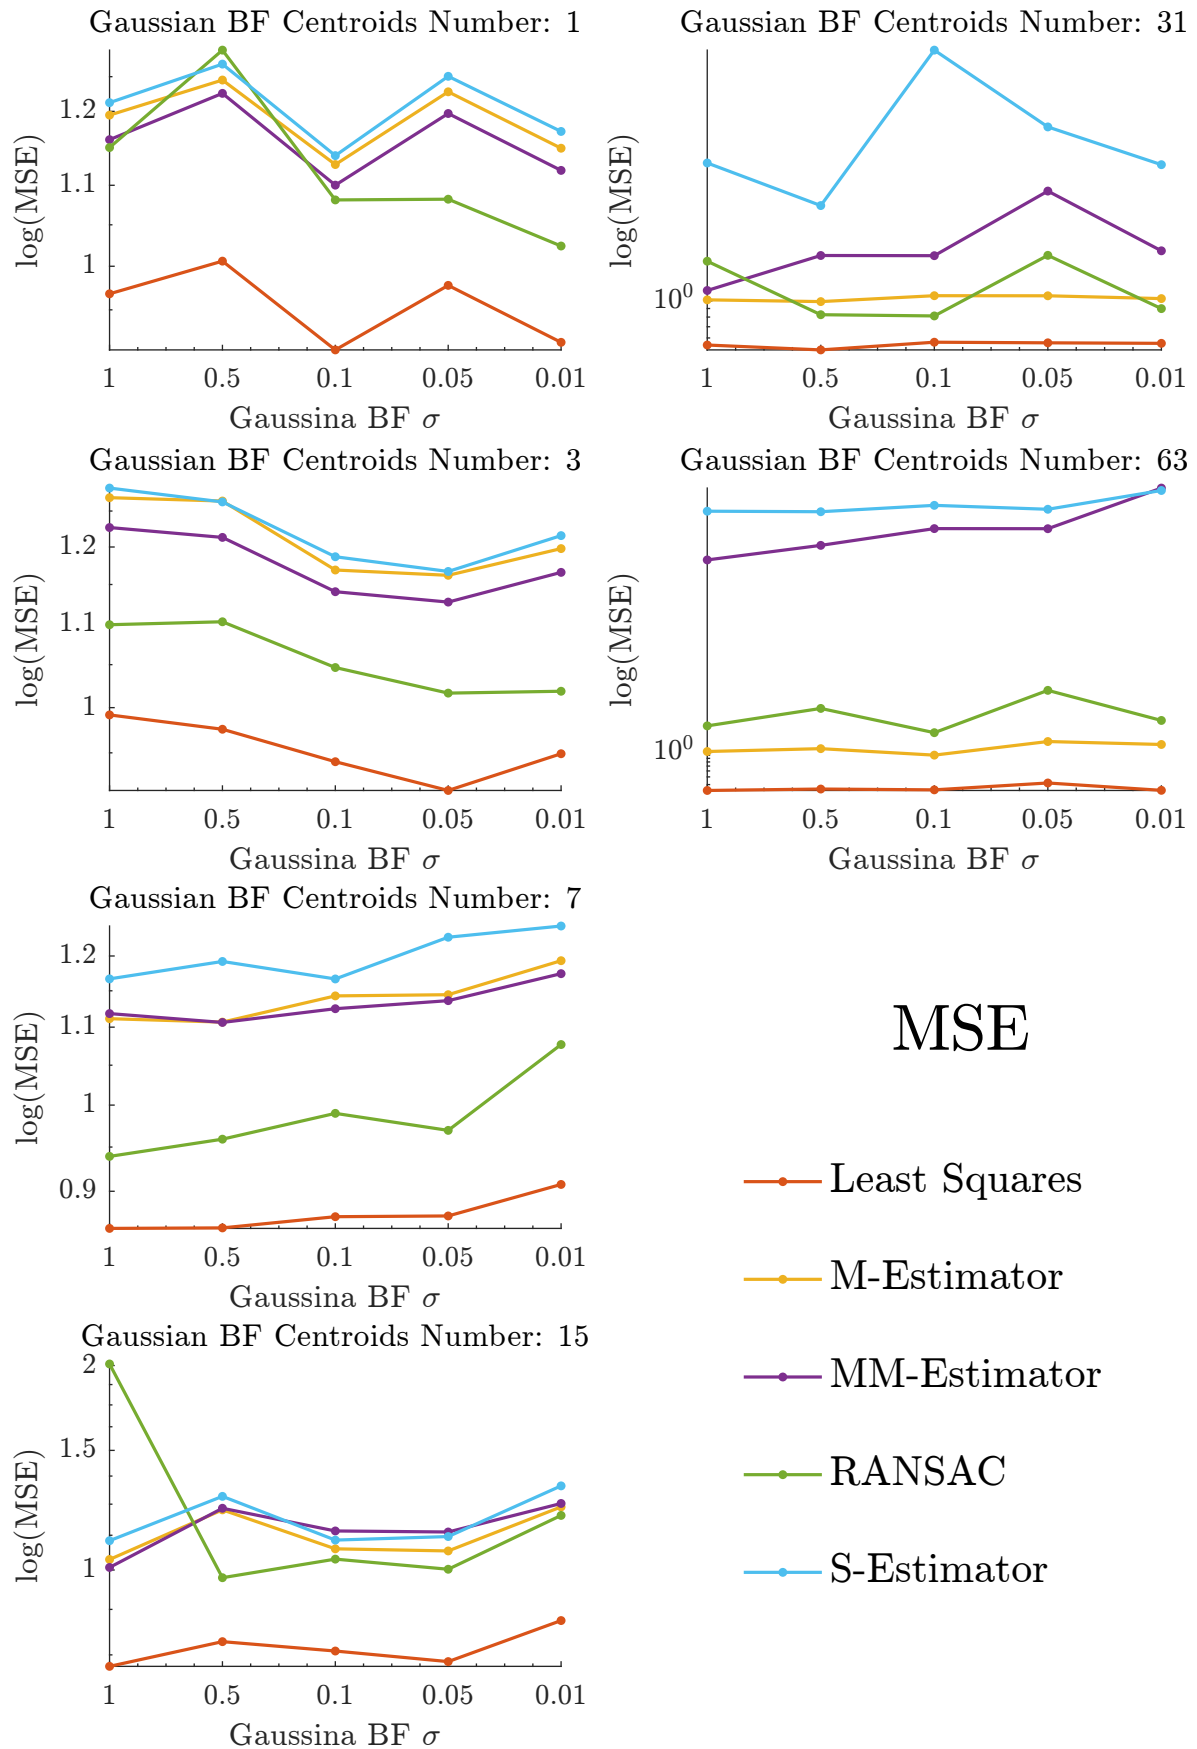 Gaussian BF Centroids Number: 1
log(MSE)
1.2
1.1
1
1 0.5 0.1 0.05 0.01
Gaussina BF σ
Gaussian BF Centroids Number: 31
log(MSE)
10⁰
1 0.5 0.1 0.05 0.01
Gaussina BF σ
Gaussian BF Centroids Number: 3
log(MSE)
1.2
1.1
1
1 0.5 0.1 0.05 0.01
Gaussina BF σ
Gaussian BF Centroids Number: 63
log(MSE)
10⁰
1 0.5 0.1 0.05 0.01
Gaussina BF σ
Gaussian BF Centroids Number: 7
log(MSE)
1.2
1.1
1
0.9
1 0.5 0.1 0.05 0.01
Gaussina BF σ
Gaussian BF Centroids Number: 15
log(MSE)
2
1.5
1
1 0.5 0.1 0.05 0.01
Gaussina BF σ
MSE
Least Squares
M-Estimator
MM-Estimator
RANSAC
S-Estimator